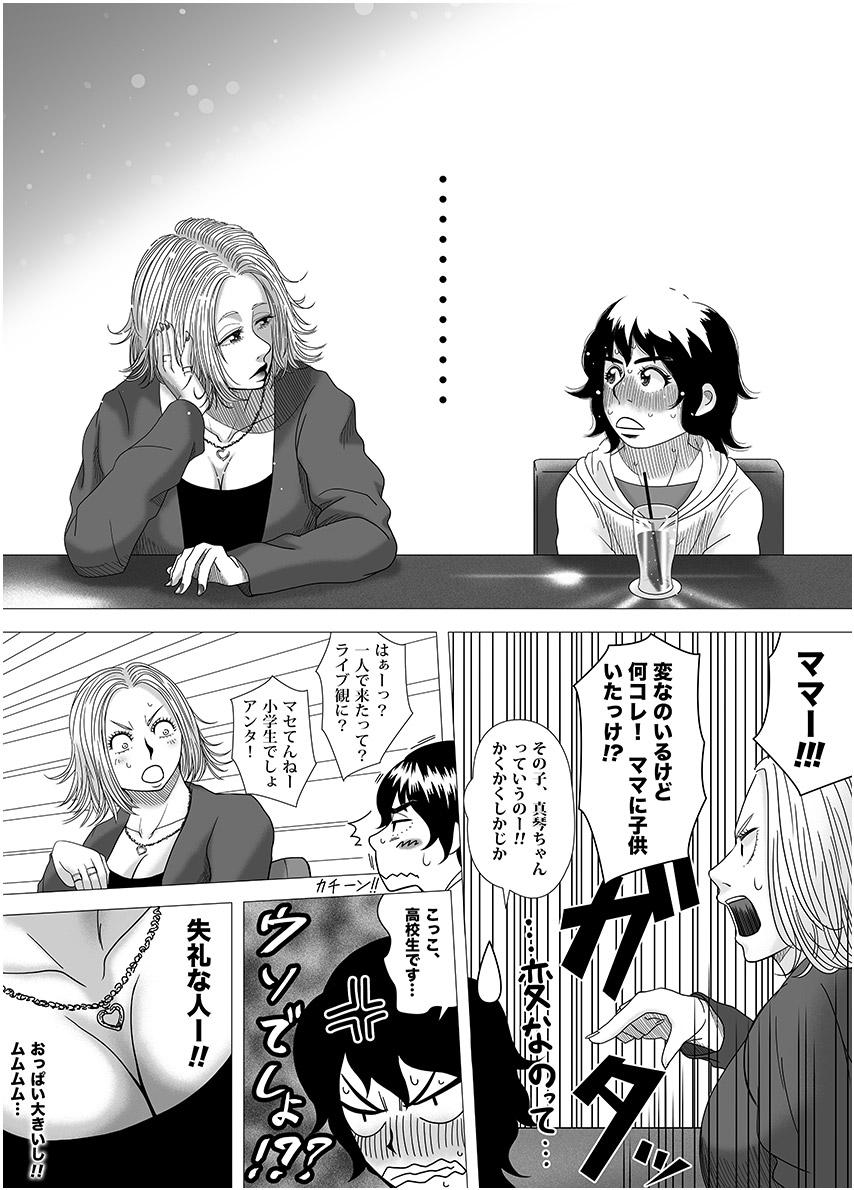 ・・・・・・・・・・・・
ママー!!!
変なのいるけど
何コレ！ ママに子供
いたっけ!?
その子、真琴ちゃん
っていうのー!!
かくかくしかじか
ガタッ
…変なのって…
はぁーっ？
一人で来たって？
ライブ観に？
マセてんねー
小学生でしょ
アンタ！
カチーン!!
こっこ、
高校生です…
ウソでしょ!?？
失礼な人ー!!
おっぱい大きいし!!
ムムムム…